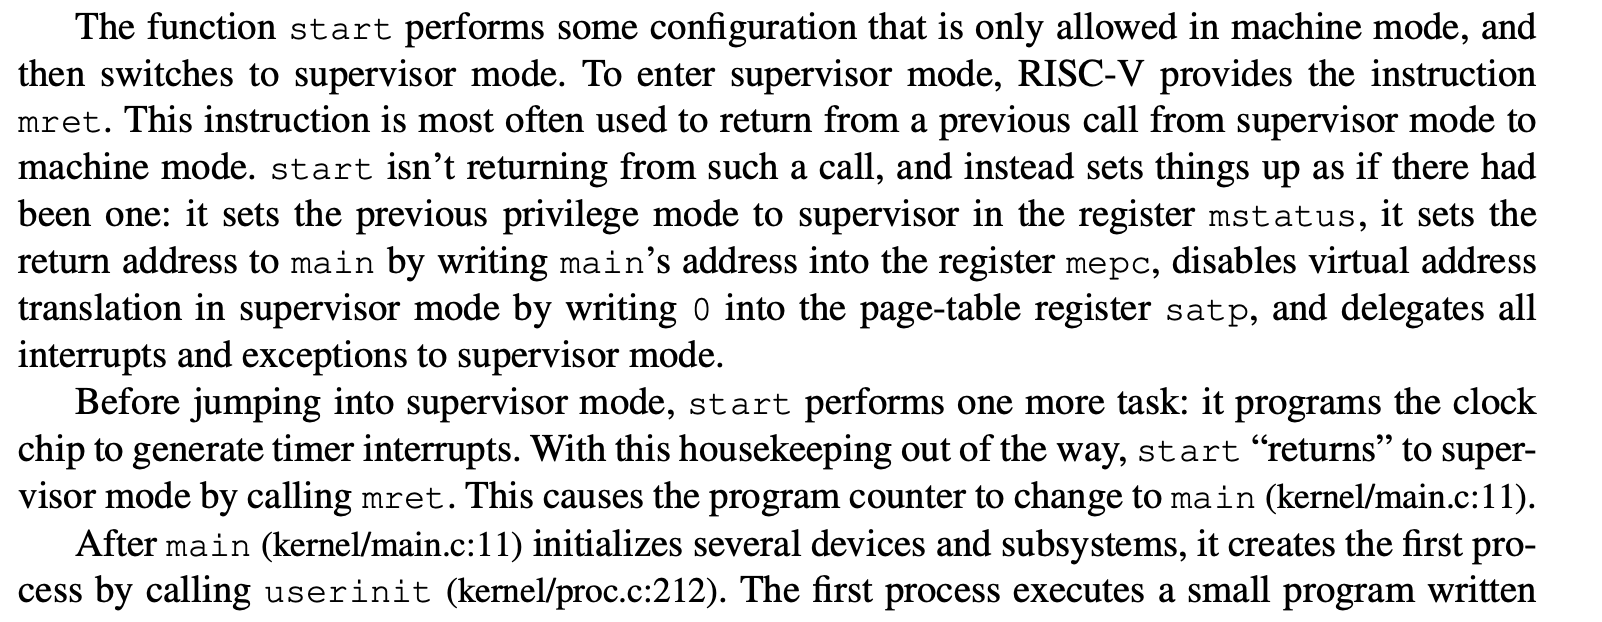 The function start performs some configuration that is only allowed in machine mode, and
then switches to supervisor mode. To enter supervisor mode, RISC-V provides the instruction
mret. This instruction is most often used to return from a previous call from supervisor mode to
machine mode. start isn’t returning from such a call, and instead sets things up as if there had
been one: it sets the previous privilege mode to supervisor in the register mstatus, it sets the
return address to main by writing main’s address into the register mepc, disables virtual address
translation in supervisor mode by writing 0 into the page-table register satp, and delegates all
interrupts and exceptions to supervisor mode.
Before jumping into supervisor mode, start performs one more task: it programs the clock
chip to generate timer interrupts. With this housekeeping out of the way, start “returns” to super-
visor mode by calling mret. This causes the program counter to change to main (kernel/main.c:11).
After main (kernel/main.c:11) initializes several devices and subsystems, it creates the first pro-
cess by calling userinit (kernel/proc.c:212). The first process executes a small program written